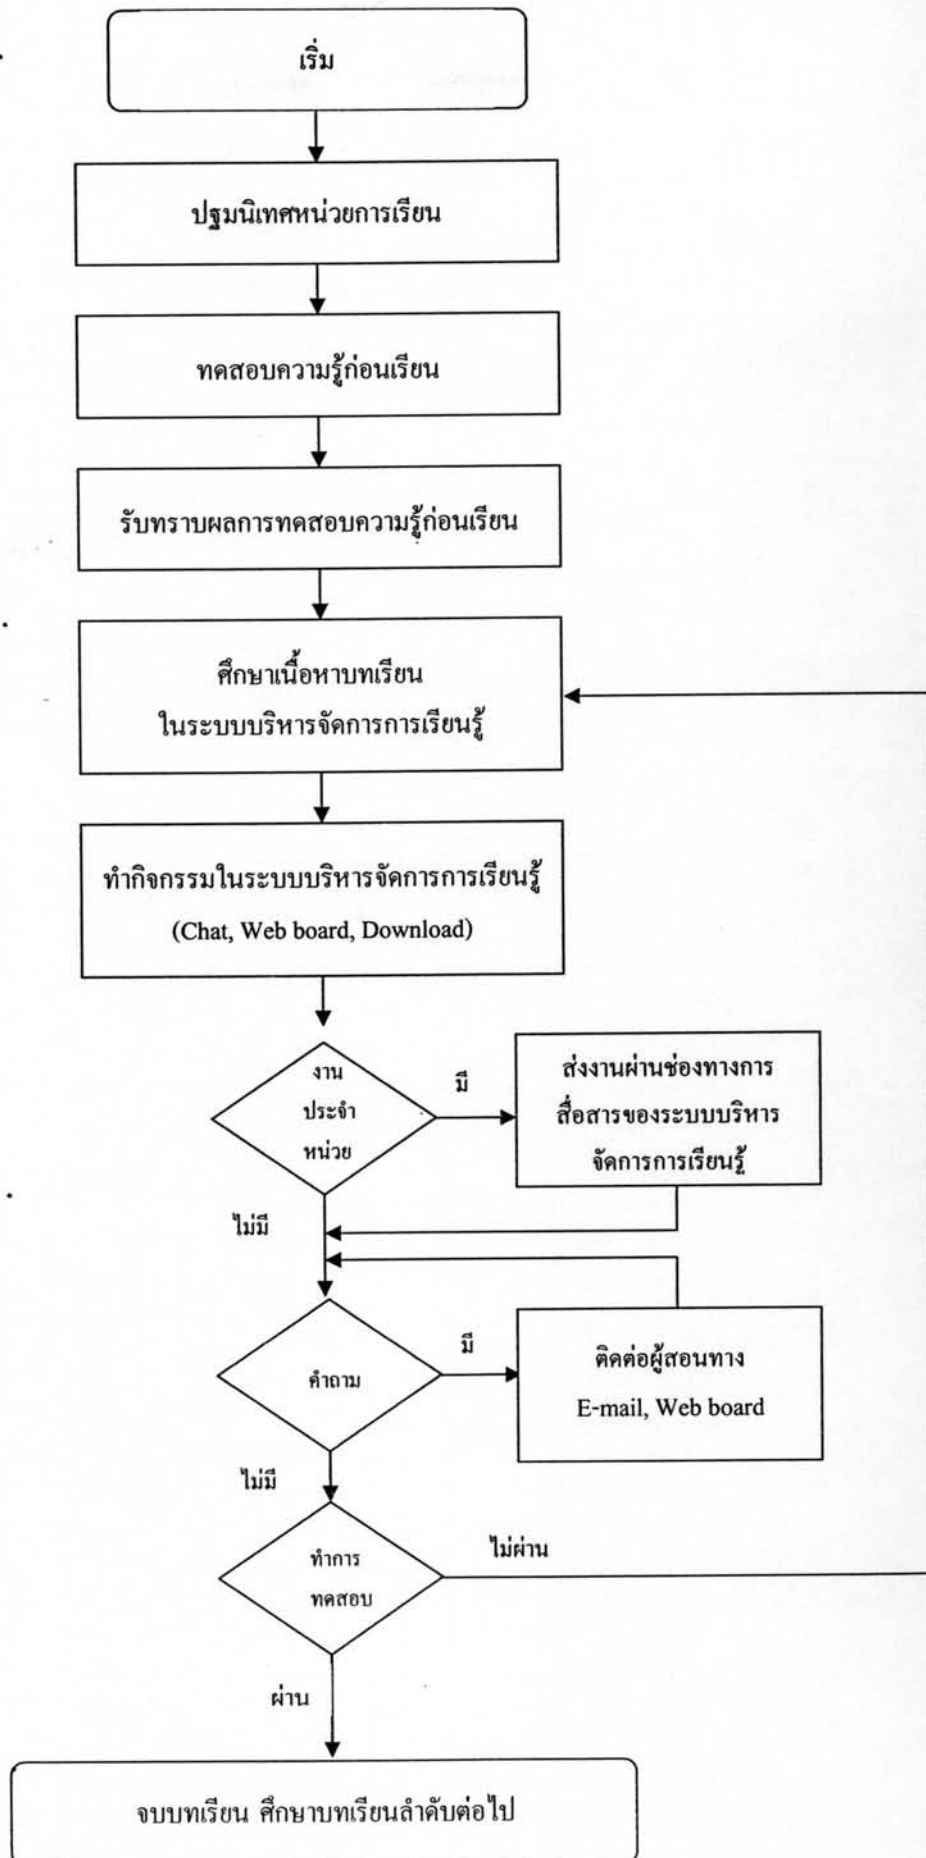 เริ่ม
ปฐมนิเทศหน่วยการเรียน
ทดสอบความรู้ก่อนเรียน
รับทราบผลการทดสอบความรู้ก่อนเรียน
ศึกษาเนื้อหาบทเรียน
ในระบบบริหารจัดการการเรียนรู้
ทำกิจกรรมในระบบบริหารจัดการการเรียนรู้
(Chat, Web board, Download)
งาน
ประจำ
หน่วย
มี
ส่งงานผ่านช่องทางการ
สื่อสารของระบบบริหาร
จัดการการเรียนรู้
ไม่มี
คำถาม
มี
ติดต่อผู้สอนทาง
E-mail, Web board
ไม่มี
ทำการ
ทดสอบ
ไม่ผ่าน
ผ่าน
จบบทเรียน ศึกษาบทเรียนลำดับต่อไป